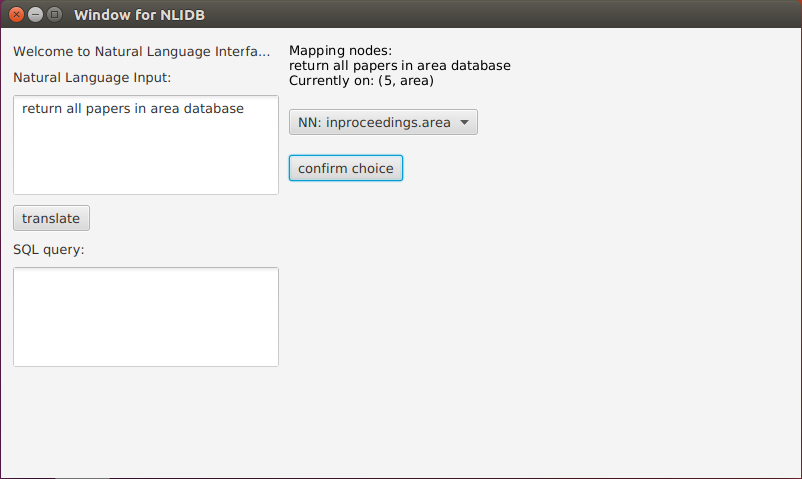 Window for NLIDB
Welcome to Natural Language Interfa...
Natural Language Input:
return all papers in area database
translate
SQL query:
Mapping nodes:
return all papers in area database
Currently on: (5, area)
NN: inproceedings.area
confirm choice